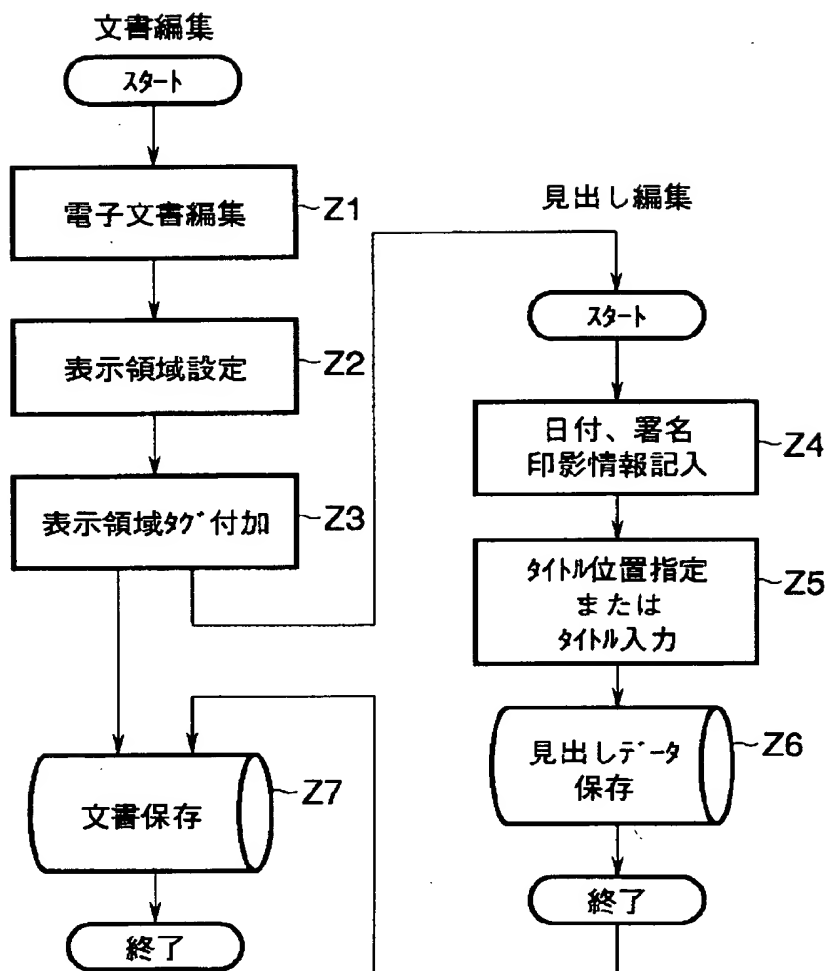 文書編集
スタート
電子文書編集
Z1
表示領域設定
Z2
表示領域ﾀｸﾞ付加
Z3
文書保存
Z7
終了
見出し編集
スタート
日付、署名
印影情報記入
Z4
ﾀｲﾄﾙ位置指定
または
ﾀｲﾄﾙ入力
Z5
見出しﾃﾞｰﾀ
保存
Z6
終了